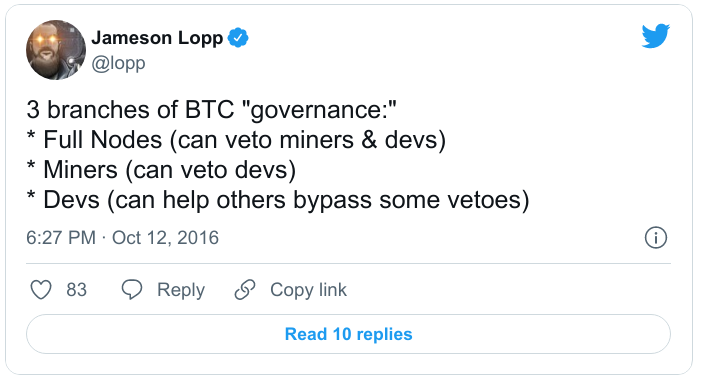 Jameson Lopp
@lopp
3 branches of BTC "governance:"
* Full Nodes (can veto miners & devs)
* Miners (can veto devs)
* Devs (can help others bypass some vetoes)
6:27 PM · Oct 12, 2016
83 Reply Copy link
Read 10 replies